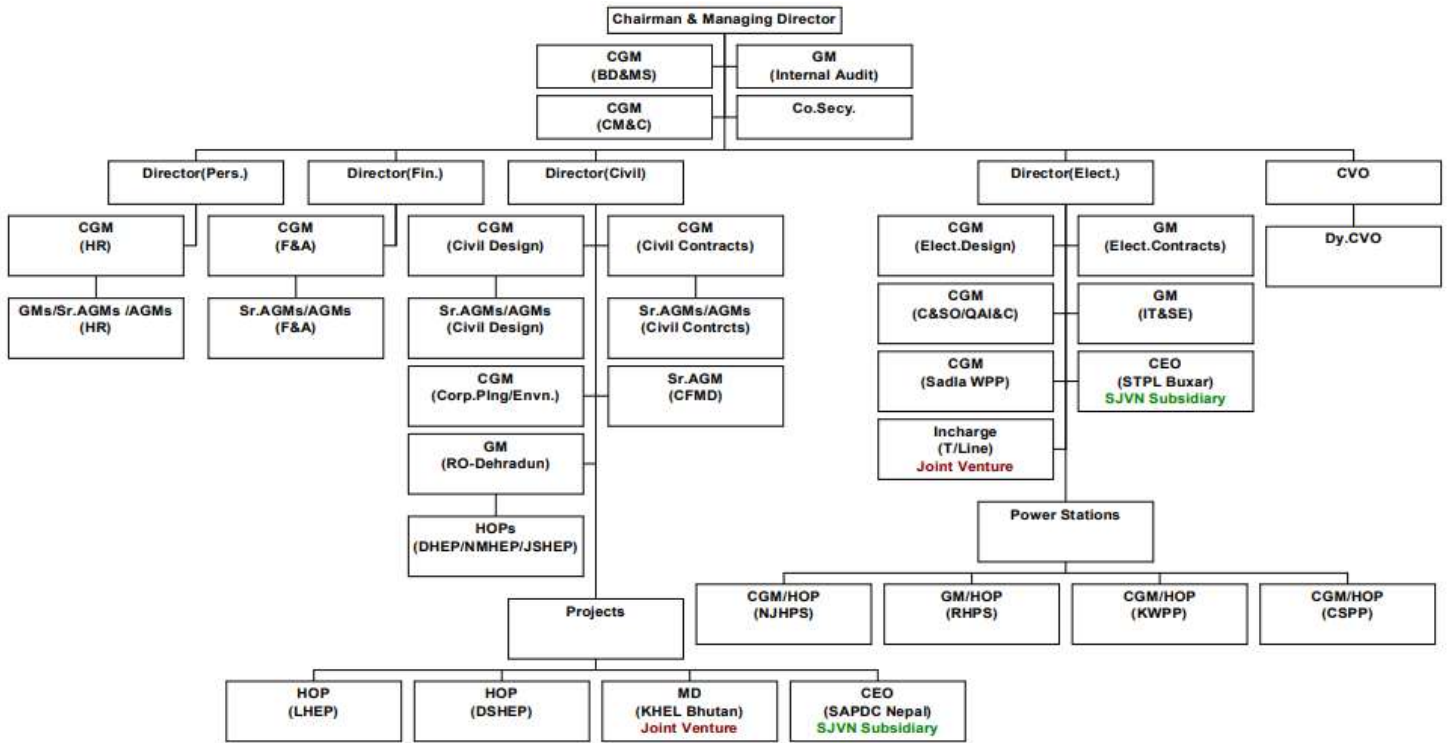 Chairman & Managing Director
CGM
(BD&MS)
GM
(Internal Audit)
CGM
(CM&C)
Co.Secy.
Director(Pers.)
Director(Fin.)
Director(Civil)
Director(Elect.)
CVO
CGM
(HR)
CGM
(F&A)
CGM
(Civil Design)
CGM
(Civil Contracts)
CGM
(Elect.Design)
GM
(Elect.Contracts)
Dy.CVO
GMs/Sr.AGMs /AGMs
(HR)
Sr.AGMs/AGMs
(F&A)
Sr.AGMs/AGMs
(Civil Design)
Sr.AGMs/AGMs
(Civil Contrcts)
CGM
(C&SO/QAI&C)
GM
(IT&SE)
CGM
(Corp.Plng/Envn.)
Sr.AGM
(CFMD)
CGM
(Sadla WPP)
CEO
(STPL Buxar)
SJVN Subsidiary
GM
(RO-Dehradun)
Incharge
(T/Line)
Joint Venture
HOPs
(DHEP/NMHEP/JSHEP)
Power Stations
Projects
CGM/HOP
(NJHPS)
GM/HOP
(RHPS)
CGM/HOP
(KWPP)
CGM/HOP
(CSPP)
HOP
(LHEP)
HOP
(DSHEP)
MD
(KHEL Bhutan)
Joint Venture
CEO
(SAPDC Nepal)
SJVN Subsidiary